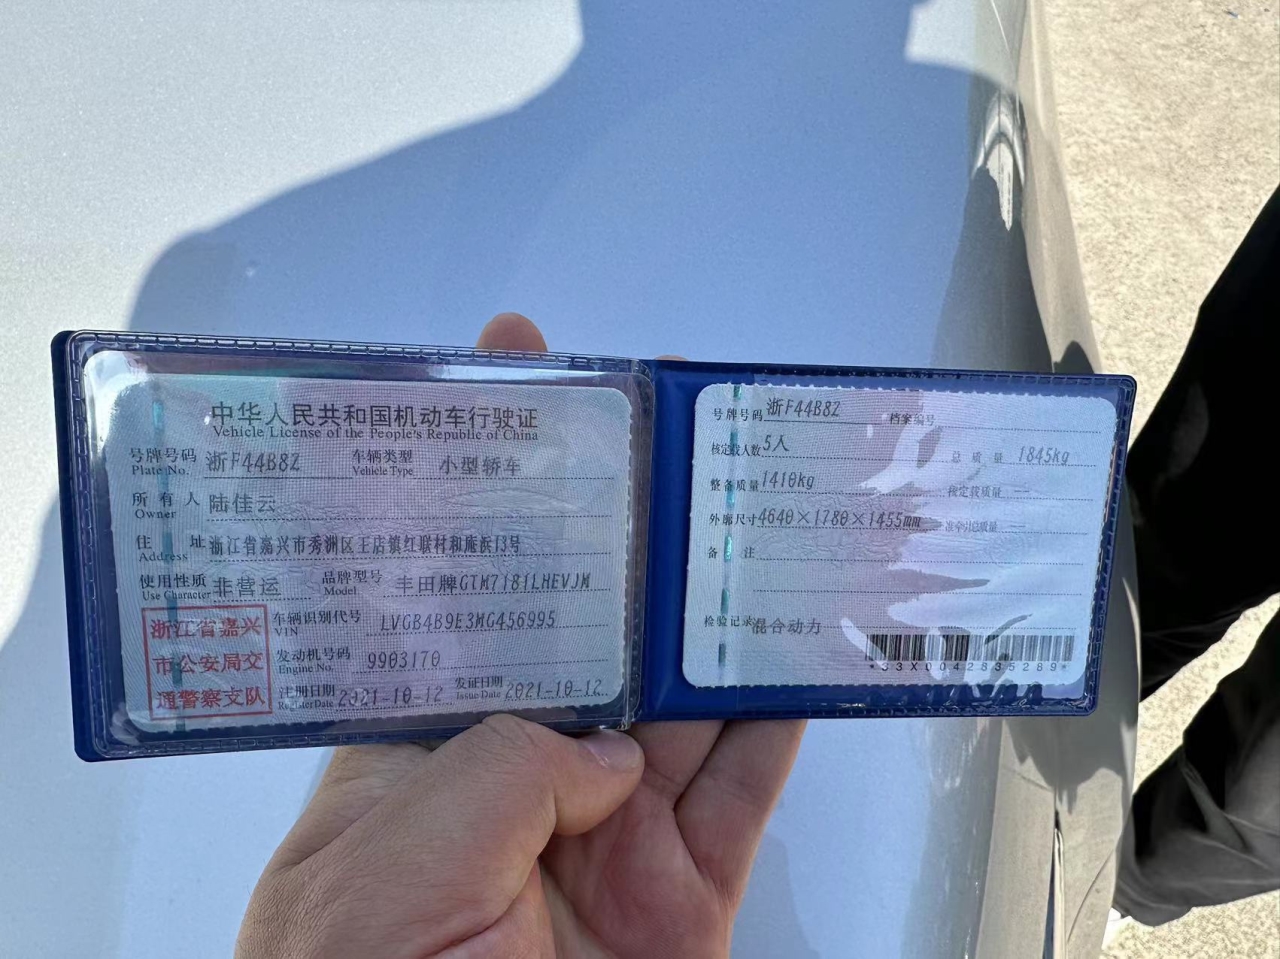 中华人民共和国机动车行驶证
Vehicle License of the People's Republic of China
号牌号码 浙F44B8Z 车辆类型 小型轿车
Plate No. Vehicle Type
所有人 陆佳云
Owner
住址 浙江省嘉兴市秀洲区王店镇红联村和庵浜13号
Address
使用性质 非营运 品牌型号 丰田牌GTM7181LHEVJM
Use Character Model
浙江省嘉兴
市公安局交
通警察支队
车辆识别代号 LVGB4B9E3MG456995
VIN
发动机号码 9903170
Engine No.
注册日期 2021-10-12 发证日期 2021-10-12
Register Date Issue Date
号牌号码 浙F44B8Z 档案编号
核定载人数 5人 总质量 1845kg
整备质量 1410kg 核定载质量 --
外廓尺寸 4640×1780×1455mm 准牵引总质量 --
备注
检验记录 混合动力
*33X0042835289*